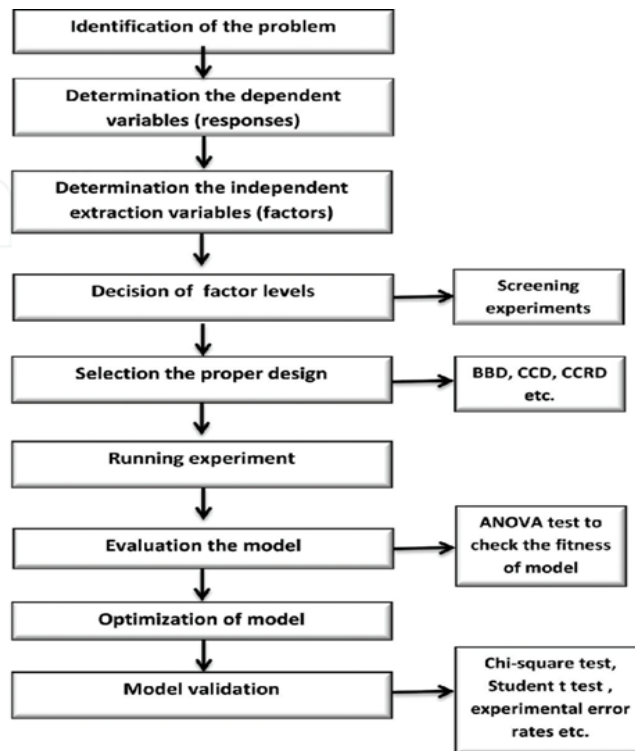 Identification of the problem
Determination the dependent
variables (responses)
Determination the independent
extraction variables (factors)
Decision of factor levels
Screening
experiments
Selection the proper design
BBD, CCD, CCRD
etc.
Running experiment
Evaluation the model
ANOVA test to
check the fitness
of model
Optimization of model
Model validation
Chi-square test,
Student t test ,
experimental error
rates etc.